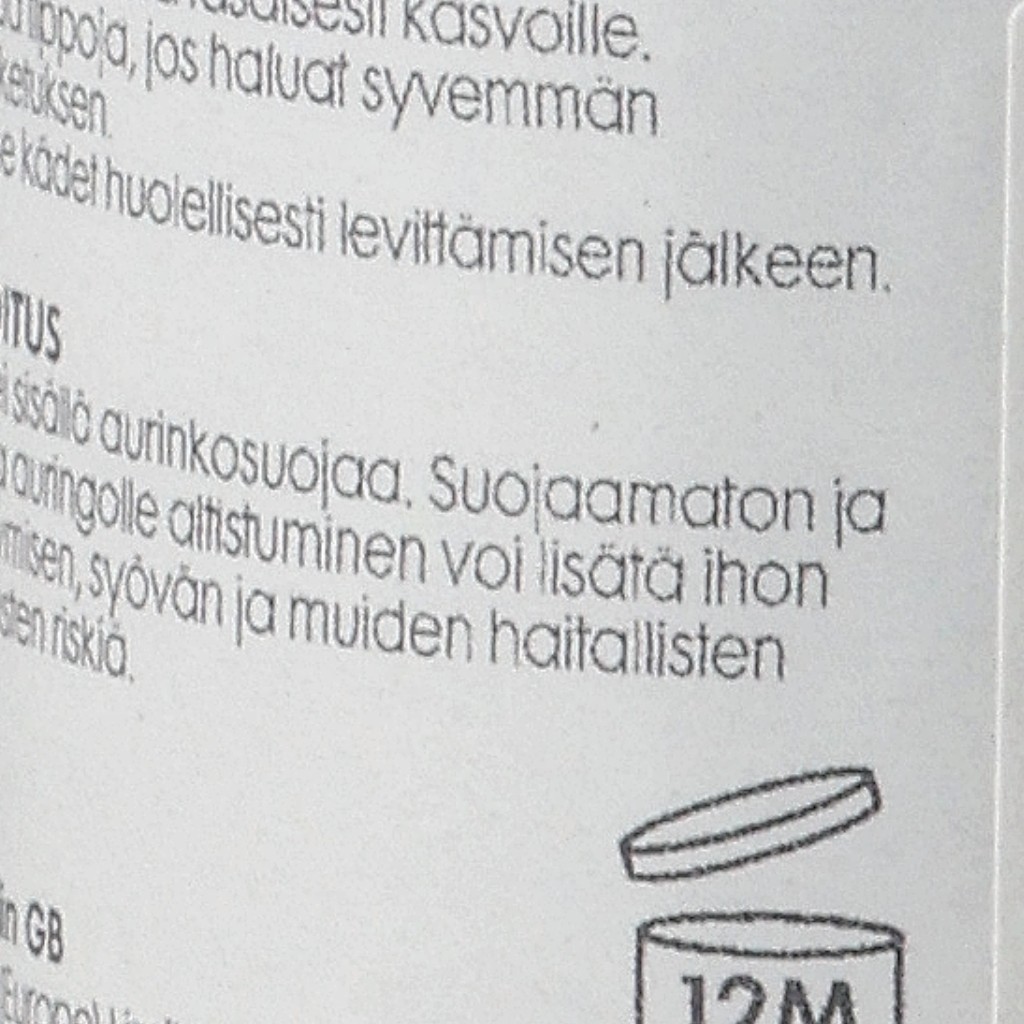 kasvoille.
jos haluat syvemmän
kädet huolellisesti levittämisen jälkeen.
sisällä aurinkosuojaa. Suojaamaton ja
auringolle altistuminen voi lisätä ihon
syövän ja muiden haitallisten
riskiä.
GB
12M